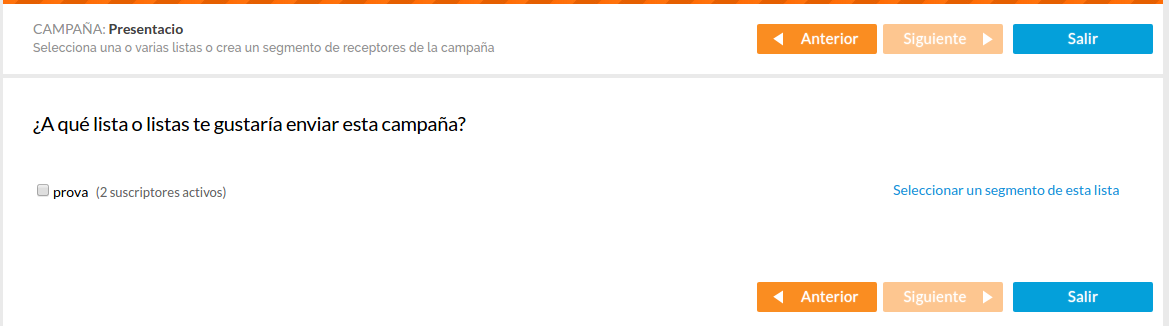 CAMPAÑA: Presentacio
Selecciona una o varias listas o crea un segmento de receptores de la campaña
Anterior
Siguiente
Salir
¿A qué lista o listas te gustaría enviar esta campaña?
prova (2 suscriptores activos)
Seleccionar un segmento de esta lista
Anterior
Siguiente
Salir